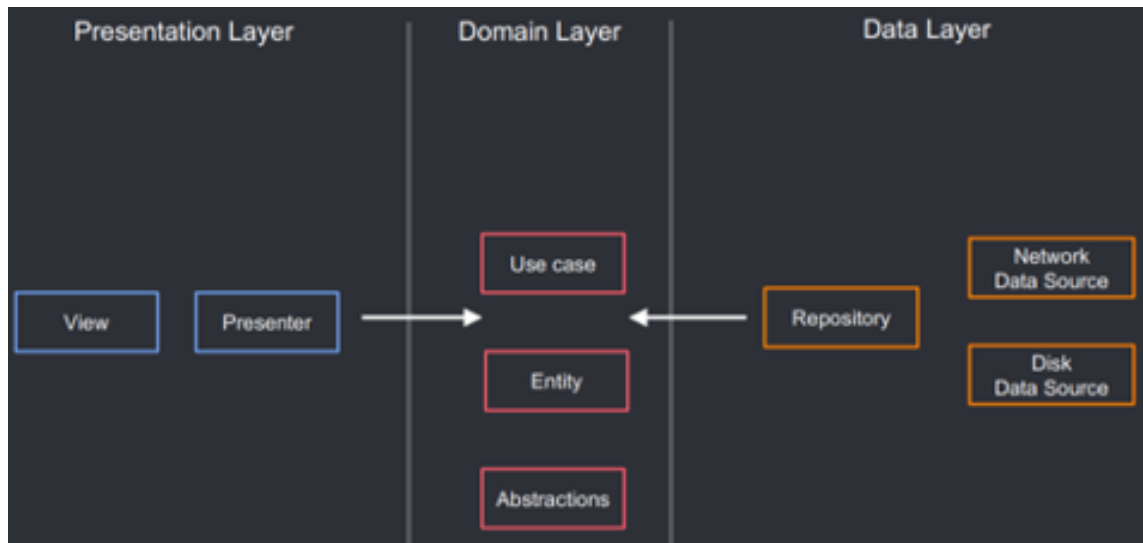 Presentation Layer
Domain Layer
Data Layer
View
Presenter
Use case
Entity
Abstractions
Repository
Network
Data Source
Disk
Data Source